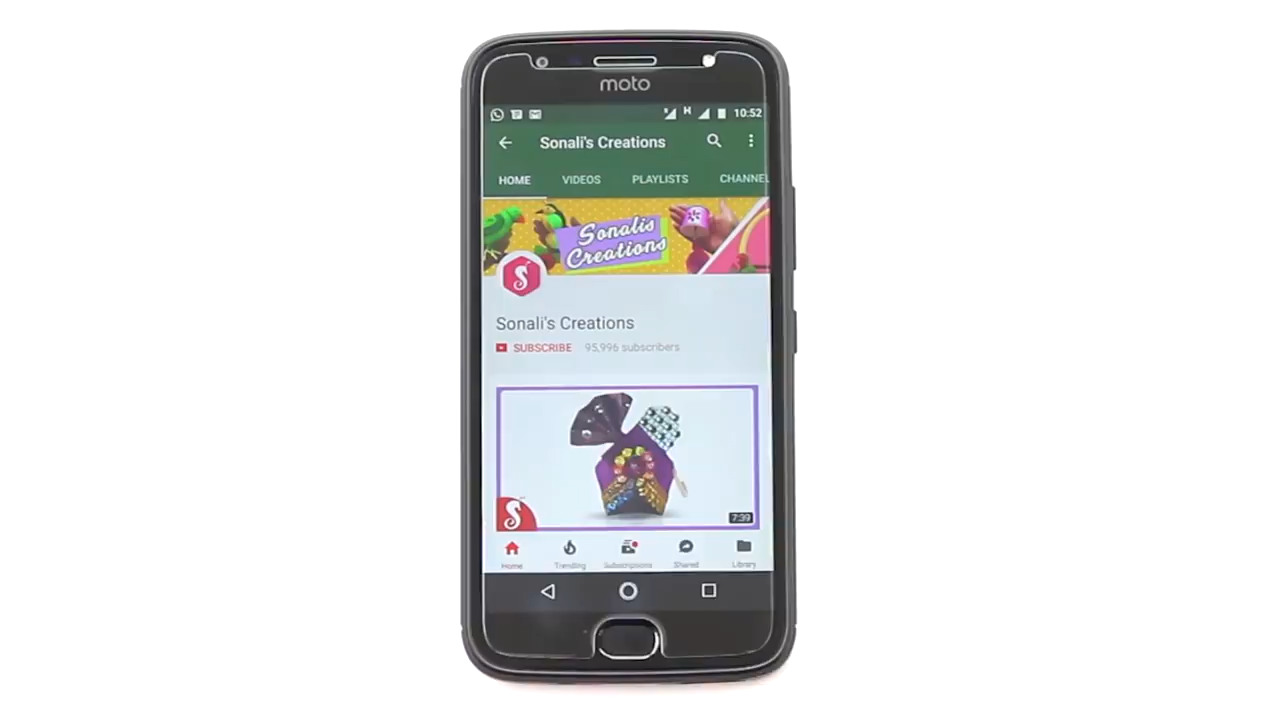 moto
10:52
Sonali's Creations
HOME VIDEOS PLAYLISTS CHANNEL
Sonalis
Creations
Sonali's Creations
SUBSCRIBE 95,996 subscribers
7:39
Home Trending Subscriptions Shared Library